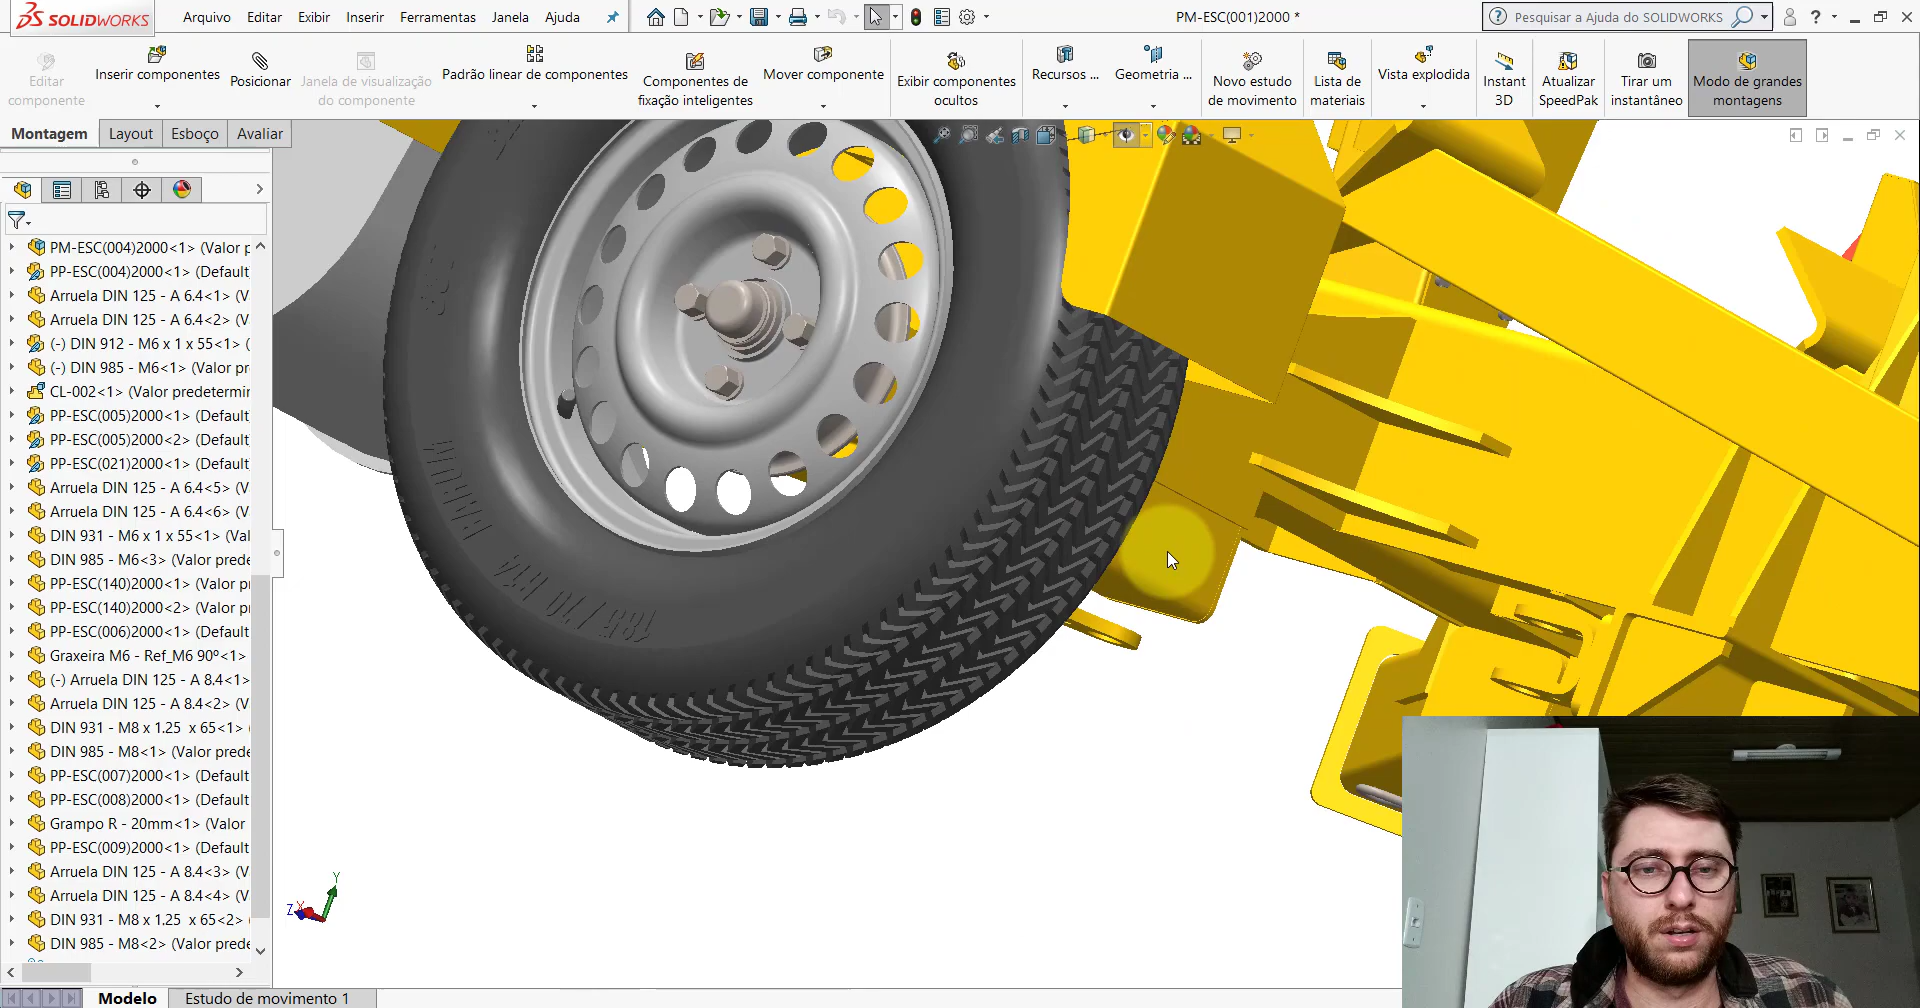 SOLIDWORKS
Arquivo
Editar
Exibir
Inserir
Ferramentas
Janela
Ajuda
PM-ESC(001)2000 *
Pesquisar a Ajuda do SOLIDWORKS
Editar
componente
Inserir componentes
Posicionar
Janela de visualização
do componente
Padrão linear de componentes
Componentes de
fixação inteligentes
Mover componente
Exibir componentes
ocultos
Recursos ...
Geometria ...
Novo estudo
de movimento
Lista de
materiais
Vista explodida
Instant
3D
Atualizar
SpeedPak
Tirar um
instantâneo
Modo de grandes
montagens
Montagem
Layout
Esboço
Avaliar
PM-ESC(004)2000<1> (Valor p
PP-ESC(004)2000<1> (Default
Arruela DIN 125 - A 6.4<1> (V
Arruela DIN 125 - A 6.4<2> (V
(-) DIN 912 - M6 x 1 x 55<1> (
(-) DIN 985 - M6<1> (Valor pr
CL-002<1> (Valor predetermir
PP-ESC(005)2000<1> (Default
PP-ESC(005)2000<2> (Default
PP-ESC(021)2000<1> (Default
Arruela DIN 125 - A 6.4<5> (V
Arruela DIN 125 - A 6.4<6> (V
DIN 931 - M6 x 1 x 55<1> (Val
DIN 985 - M6<3> (Valor prede
PP-ESC(140)2000<1> (Valor pr
PP-ESC(140)2000<2> (Valor pr
PP-ESC(006)2000<1> (Default
Graxeira M6 - Ref_M6 90º<1>
(-) Arruela DIN 125 - A 8.4<1>
Arruela DIN 125 - A 8.4<2> (V
DIN 931 - M8 x 1.25 x 65<1> (
DIN 985 - M8<1> (Valor prede
PP-ESC(007)2000<1> (Default
PP-ESC(008)2000<1> (Default
Grampo R - 20mm<1> (Valor
PP-ESC(009)2000<1> (Default
Arruela DIN 125 - A 8.4<3> (V
Arruela DIN 125 - A 8.4<4> (V
DIN 931 - M8 x 1.25 x 65<2> (
DIN 985 - M8<2> (Valor prede
185 / 70 R14
Y
Z
X
Modelo
Estudo de movimento 1